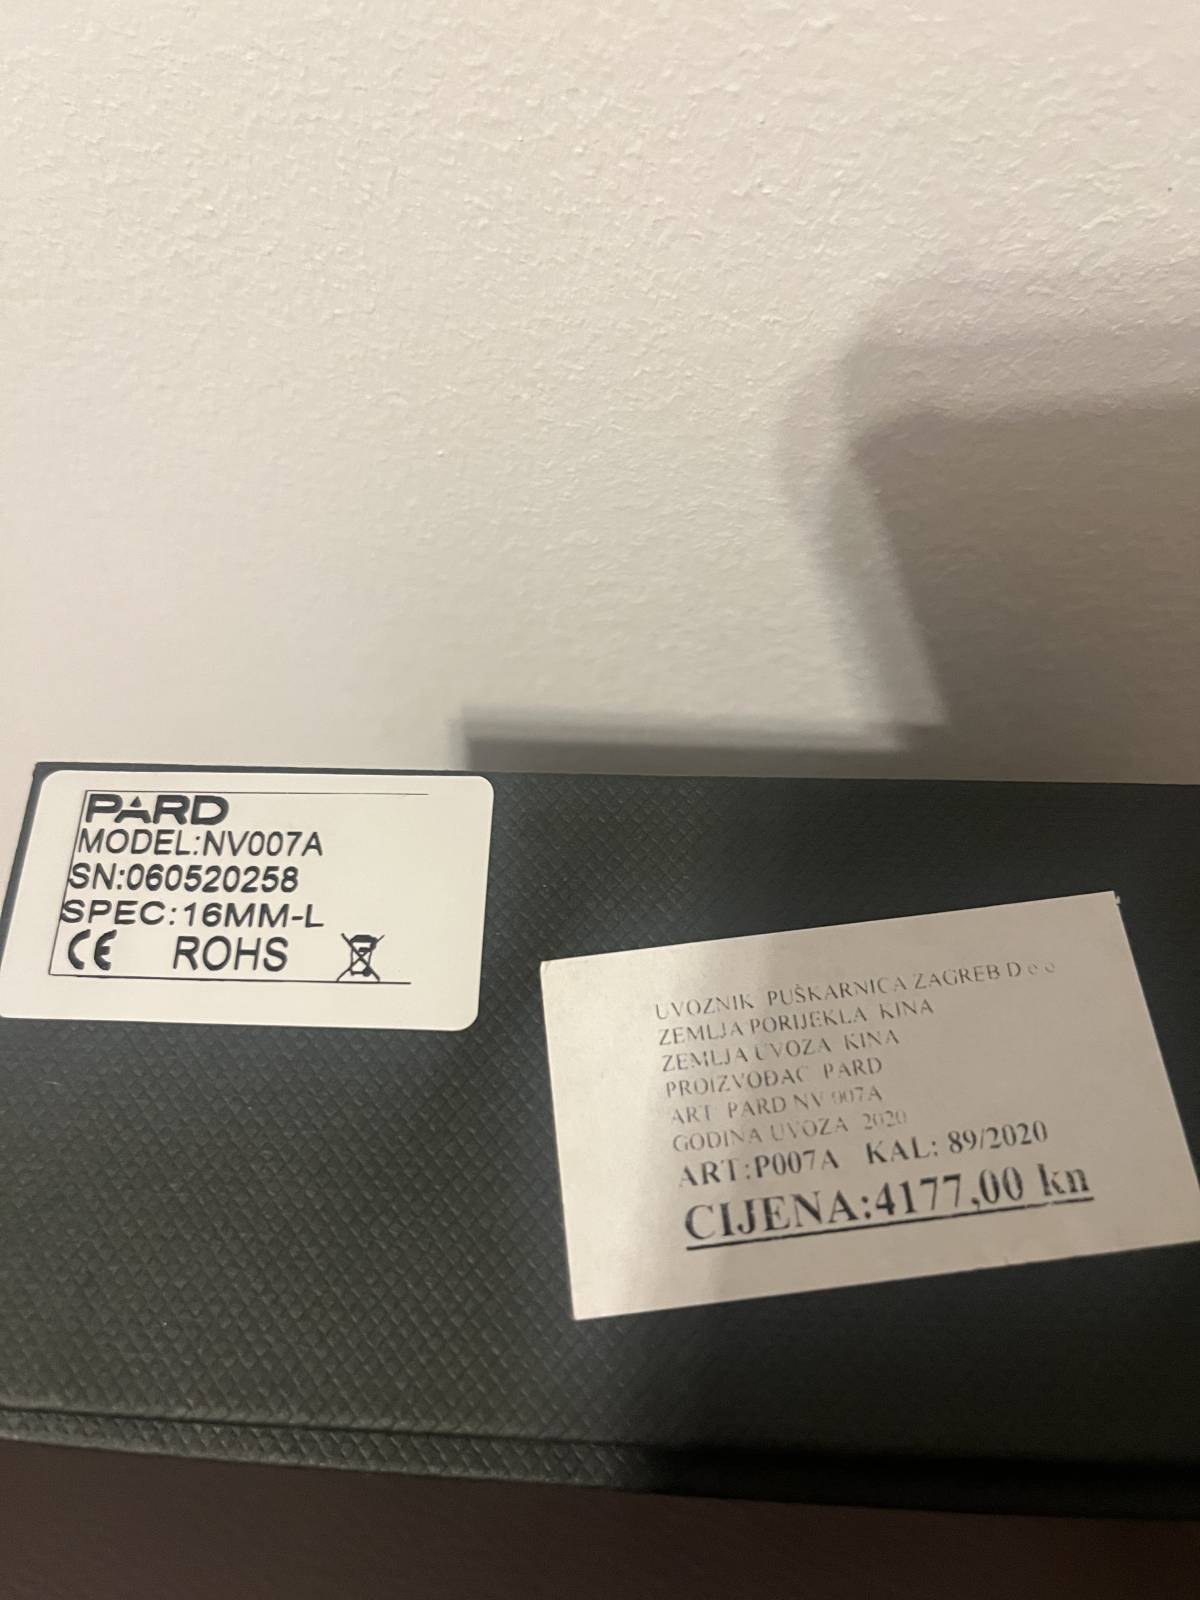 PARD
MODEL:NV007A
SN:060520258
SPEC:16MM-L
CE ROHS
UVOZNIK PUŠKARNICA ZAGREB D o o
ZEMLJA PORIJEKLA KINA
ZEMLJA UVOZA KINA
PROIZVOĐAČ PARD
ART PARD NV 007A
GODINA UVOZA 2020
ART:P007A KAL: 89/2020
CIJENA:4177,00 kn